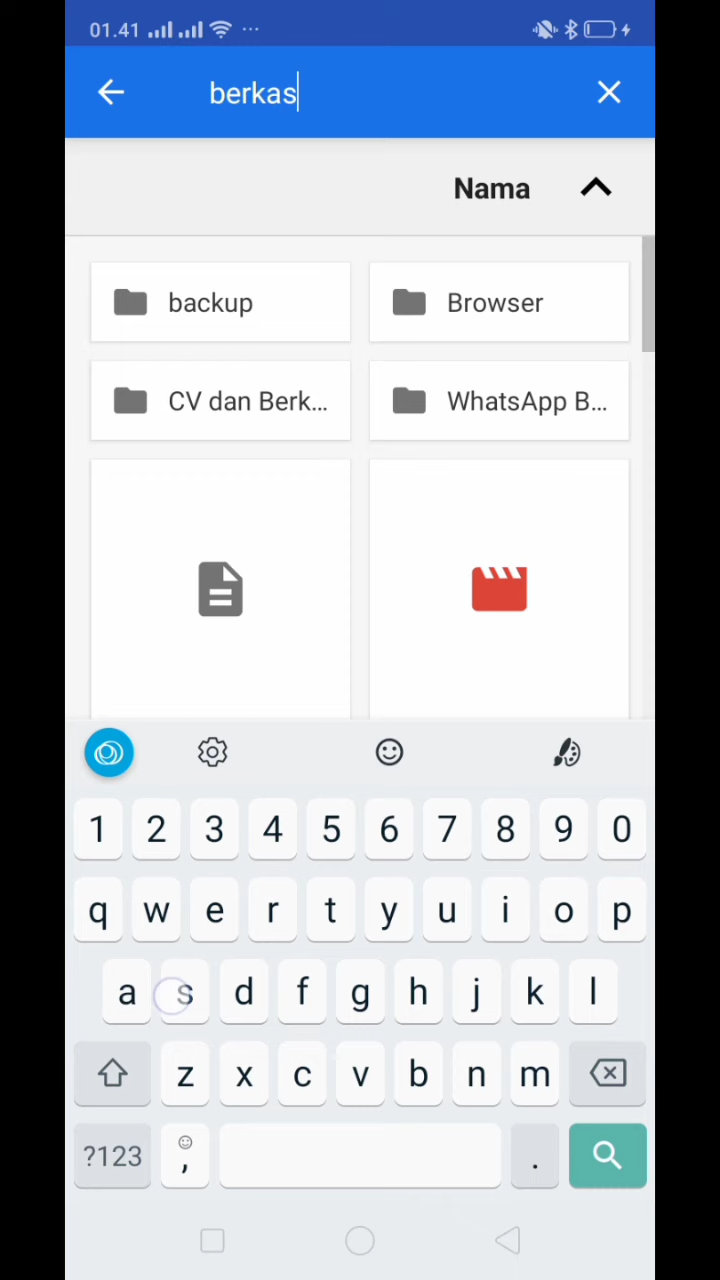 01.41
berkas
Nama
backup
Browser
CV dan Berk...
WhatsApp B...
1 2 3 4 5 6 7 8 9 0
q w e r t y u i o p
a s d f g h j k l
z x c v b n m
?123 , .